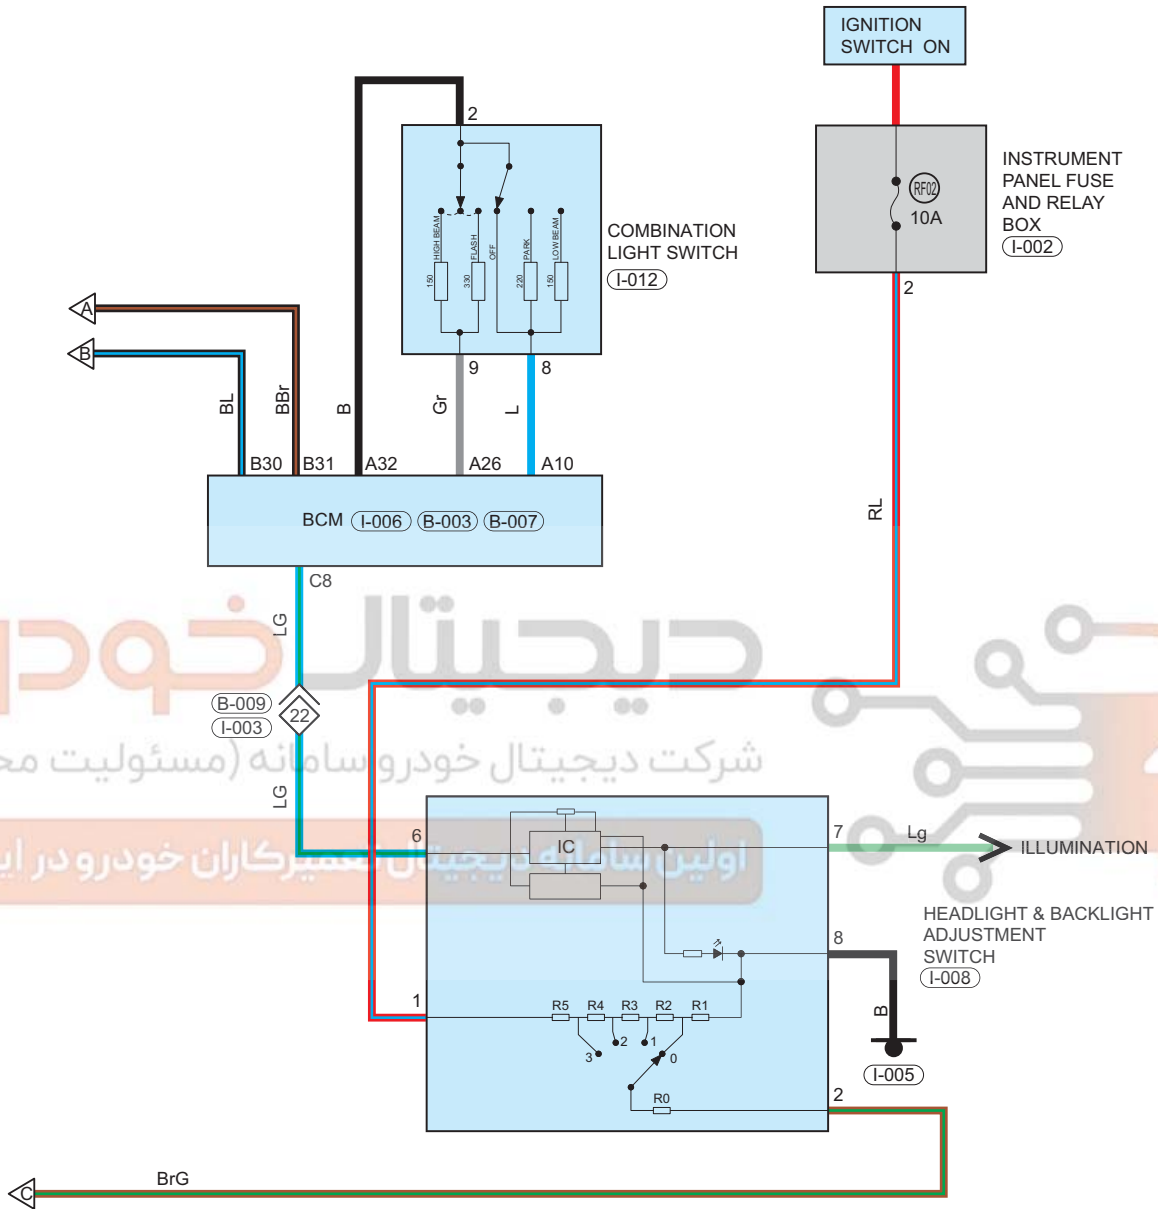 IGNITION
SWITCH ON
2
RF02
10A
INSTRUMENT
PANEL FUSE
AND RELAY
BOX
I-002
2
HIGH BEAM
FLASH
OFF
PARK
LOW BEAM
150
330
220
150
COMBINATION
LIGHT SWITCH
I-012
A
B
9
8
BL
BBr
B
Gr
L
B30
B31
A32
A26
A10
RL
BCM I-006 B-003 B-007
C8
LG
دیجیتال خودرو
B-009
I-003
22
شرکت دیجیتال خودرو سامانه (مسئولیت
LG
6
IC
7
Lg
ILLUMINATION
اولین سامانه دیجیتال تعمیرکاران خودرو در
HEADLIGHT & BACKLIGHT
ADJUSTMENT
SWITCH
I-008
8
1
R5
R4
R3
R2
R1
3
2
1
0
B
I-005
R0
2
BrG
C